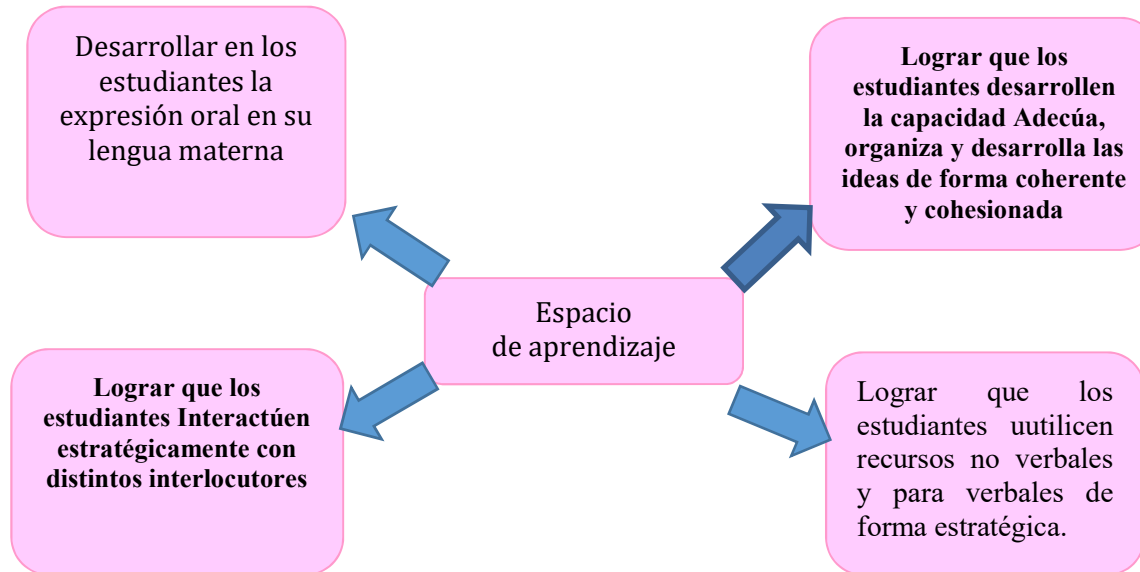 Desarrollar en los
estudiantes la
expresión oral en su
lengua materna
Lograr que los
estudiantes desarrollen
la capacidad Adecúa,
organiza y desarrolla las
ideas de forma coherente
y cohesionada
Espacio
de aprendizaje
Lograr que los
estudiantes Interactúen
estratégicamente con
distintos interlocutores
Lograr que los
estudiantes uutilicen
recursos no verbales
y para verbales de
forma estratégica.